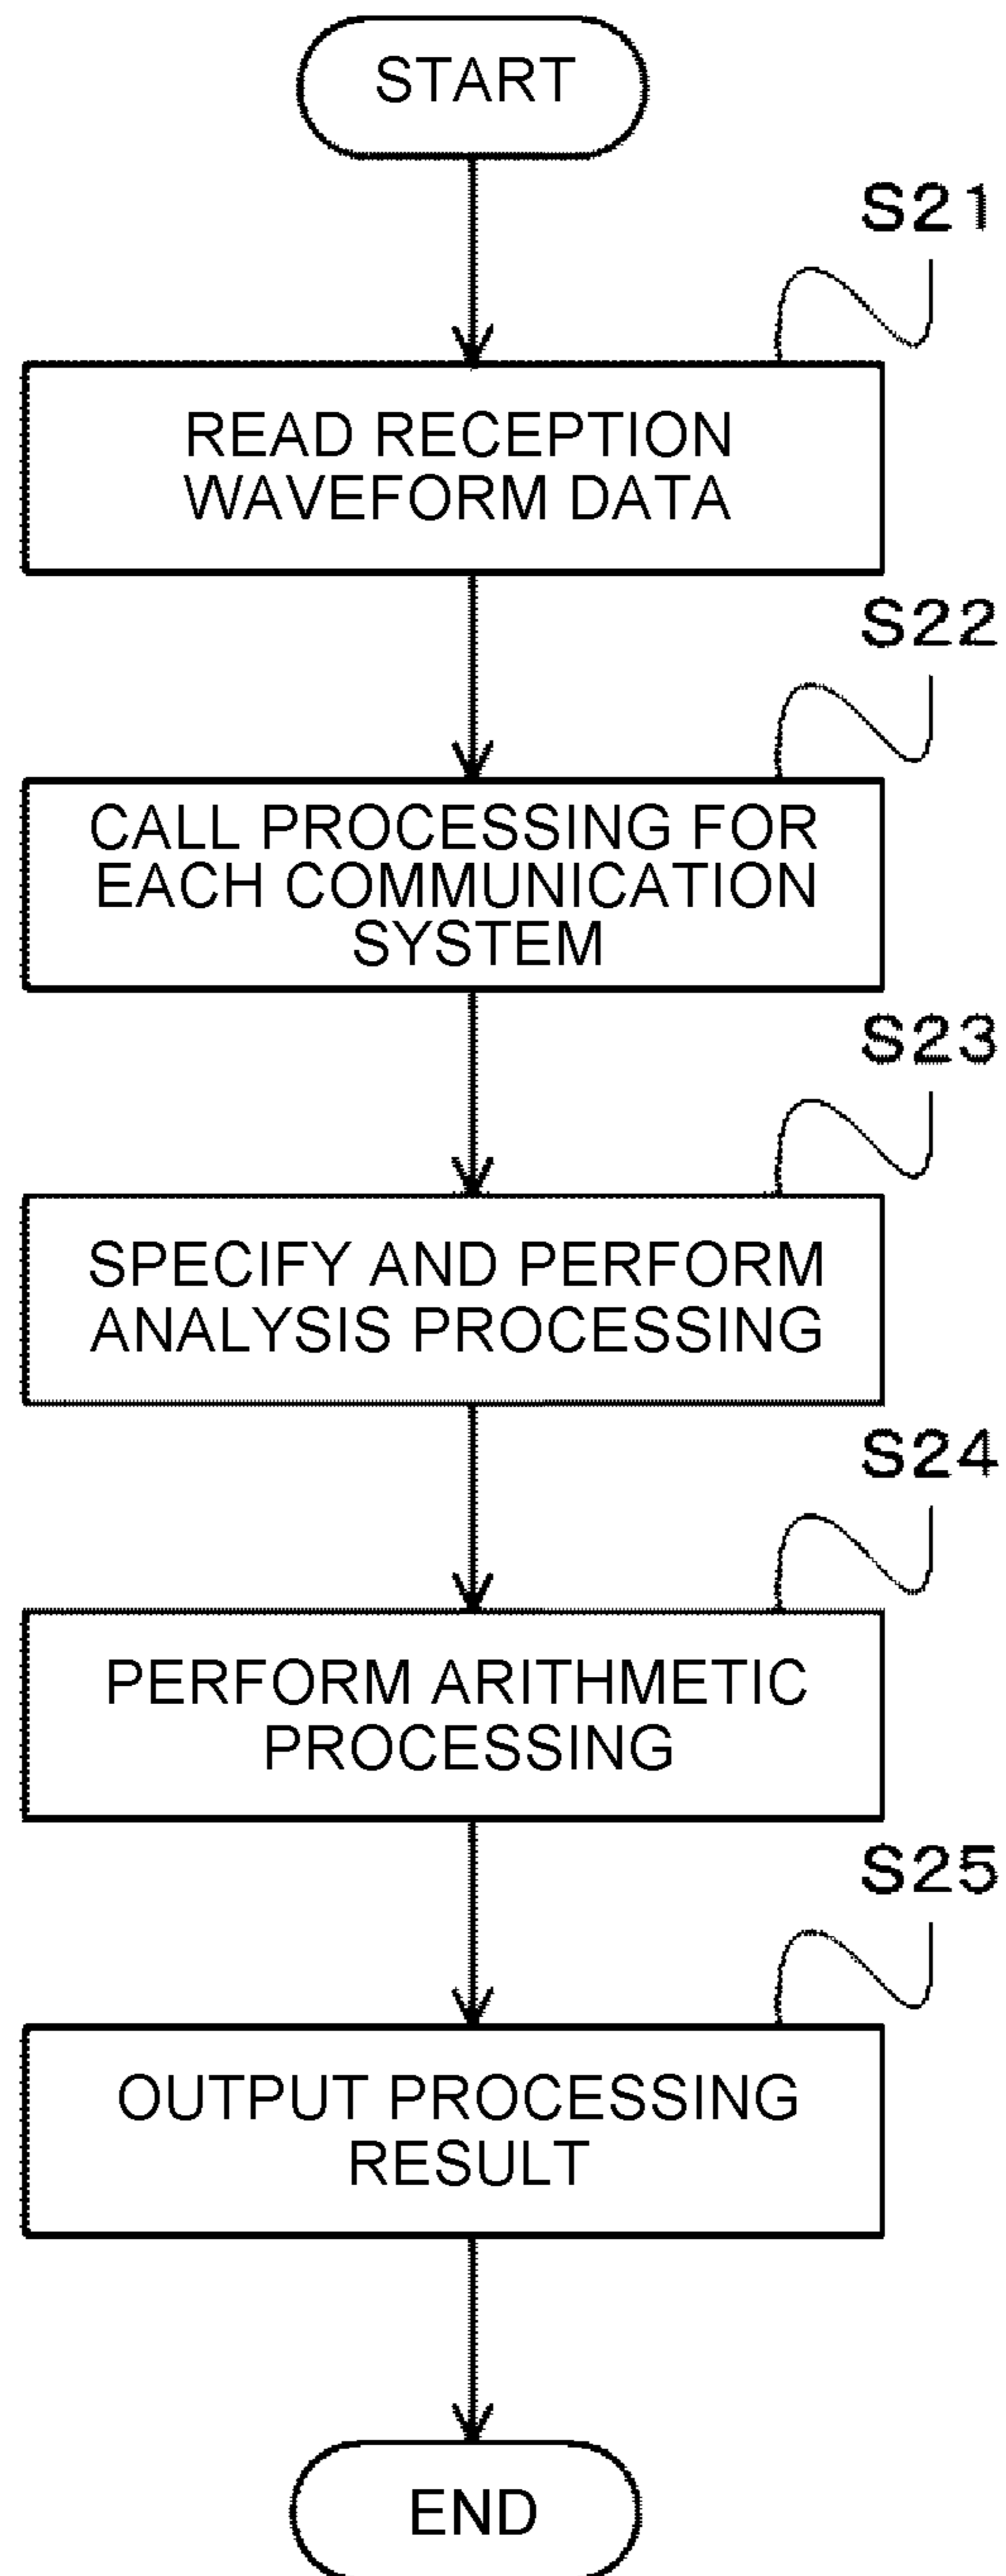 START
S21
READ RECEPTION
WAVEFORM DATA
S22
CALL PROCESSING FOR
EACH COMMUNICATION
SYSTEM
S23
SPECIFY AND PERFORM
ANALYSIS PROCESSING
S24
PERFORM ARITHMETIC
PROCESSING
S25
OUTPUT PROCESSING
RESULT
END